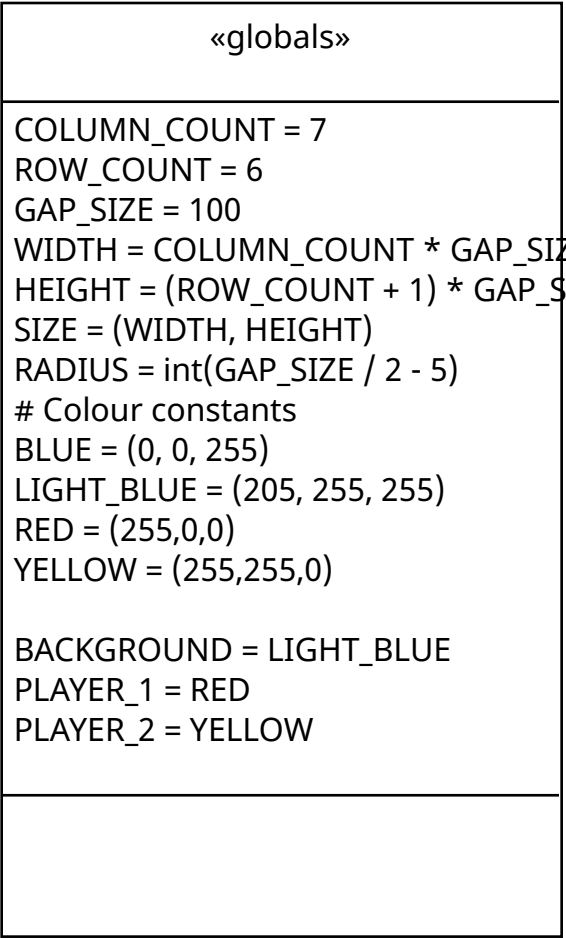 «globals»
COLUMN_COUNT = 7
ROW_COUNT = 6
GAP_SIZE = 100
WIDTH = COLUMN_COUNT * GAP_SIZ
HEIGHT = (ROW_COUNT + 1) * GAP_S
SIZE = (WIDTH, HEIGHT)
RADIUS = int(GAP_SIZE / 2 - 5)
# Colour constants
BLUE = (0, 0, 255)
LIGHT_BLUE = (205, 255, 255)
RED = (255,0,0)
YELLOW = (255,255,0)
BACKGROUND = LIGHT_BLUE
PLAYER_1 = RED
PLAYER_2 = YELLOW